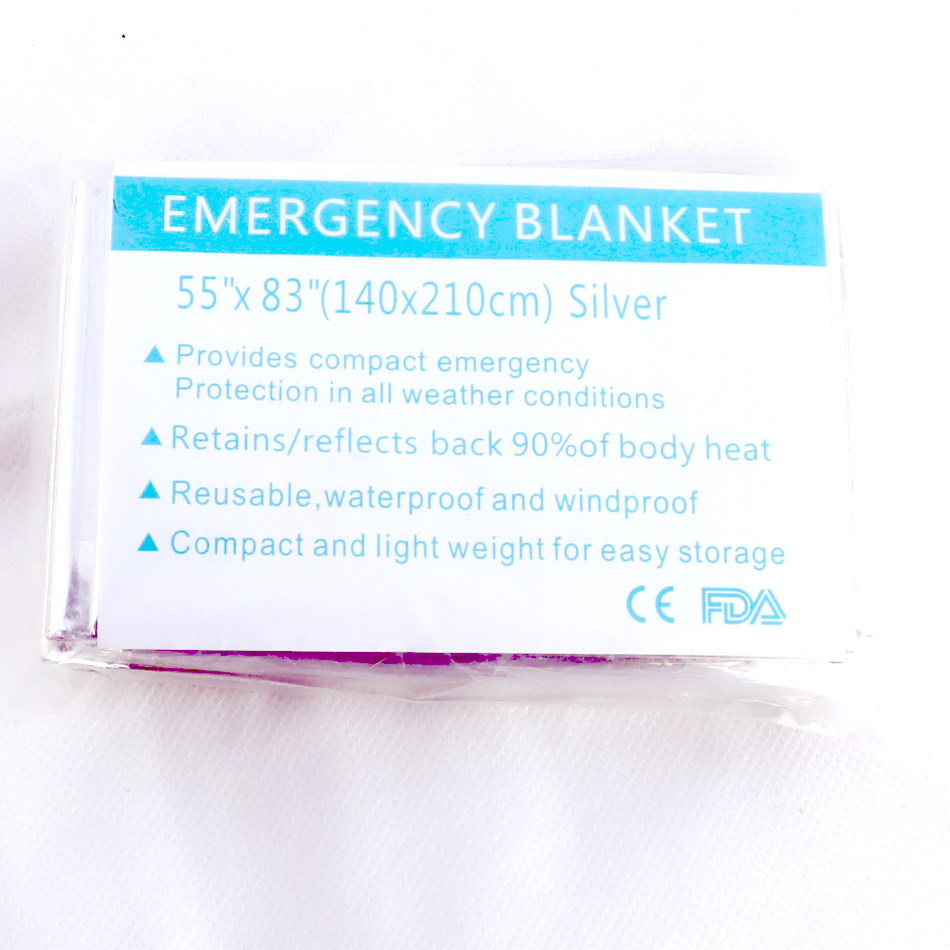 EMERGENCY BLANKET
55"x 83"(140x210cm) Silver
▲ Provides compact emergency
Protection in all weather conditions
▲ Retains/reflects back 90%of body heat
▲ Reusable,waterproof and windproof
▲ Compact and light weight for easy storage
CE FDA